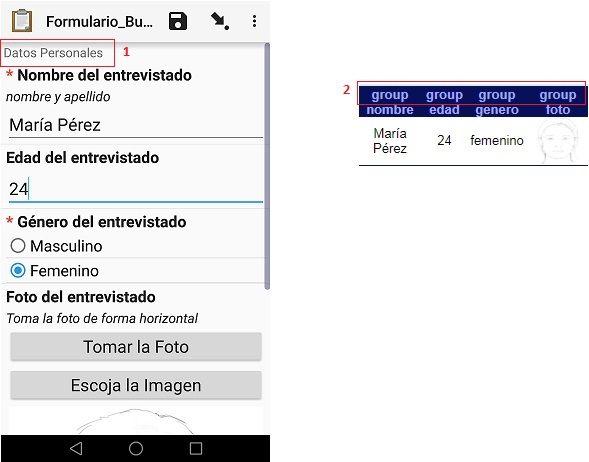 Formulario_Bu...
Datos Personales 1
* Nombre del entrevistado
nombre y apellido
María Pérez
Edad del entrevistado
24
* Género del entrevistado
Masculino
Femenino
Foto del entrevistado
Toma la foto de forma horizontal
Tomar la Foto
Escoja la Imagen
2
group group group group
nombre edad genero foto
María 24 femenino
Pérez